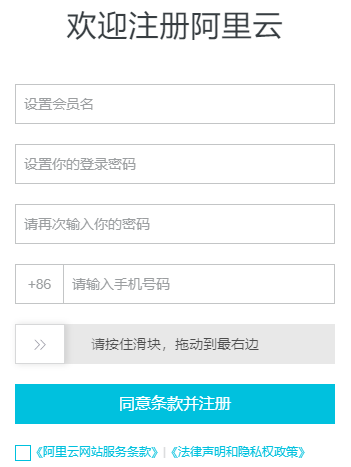 欢迎注册阿里云
设置会员名
设置你的登录密码
请再次输入你的密码
+86 请输入手机号码
请按住滑块，拖动到最右边
同意条款并注册
《阿里云网站服务条款》 | 《法律声明和隐私权政策》